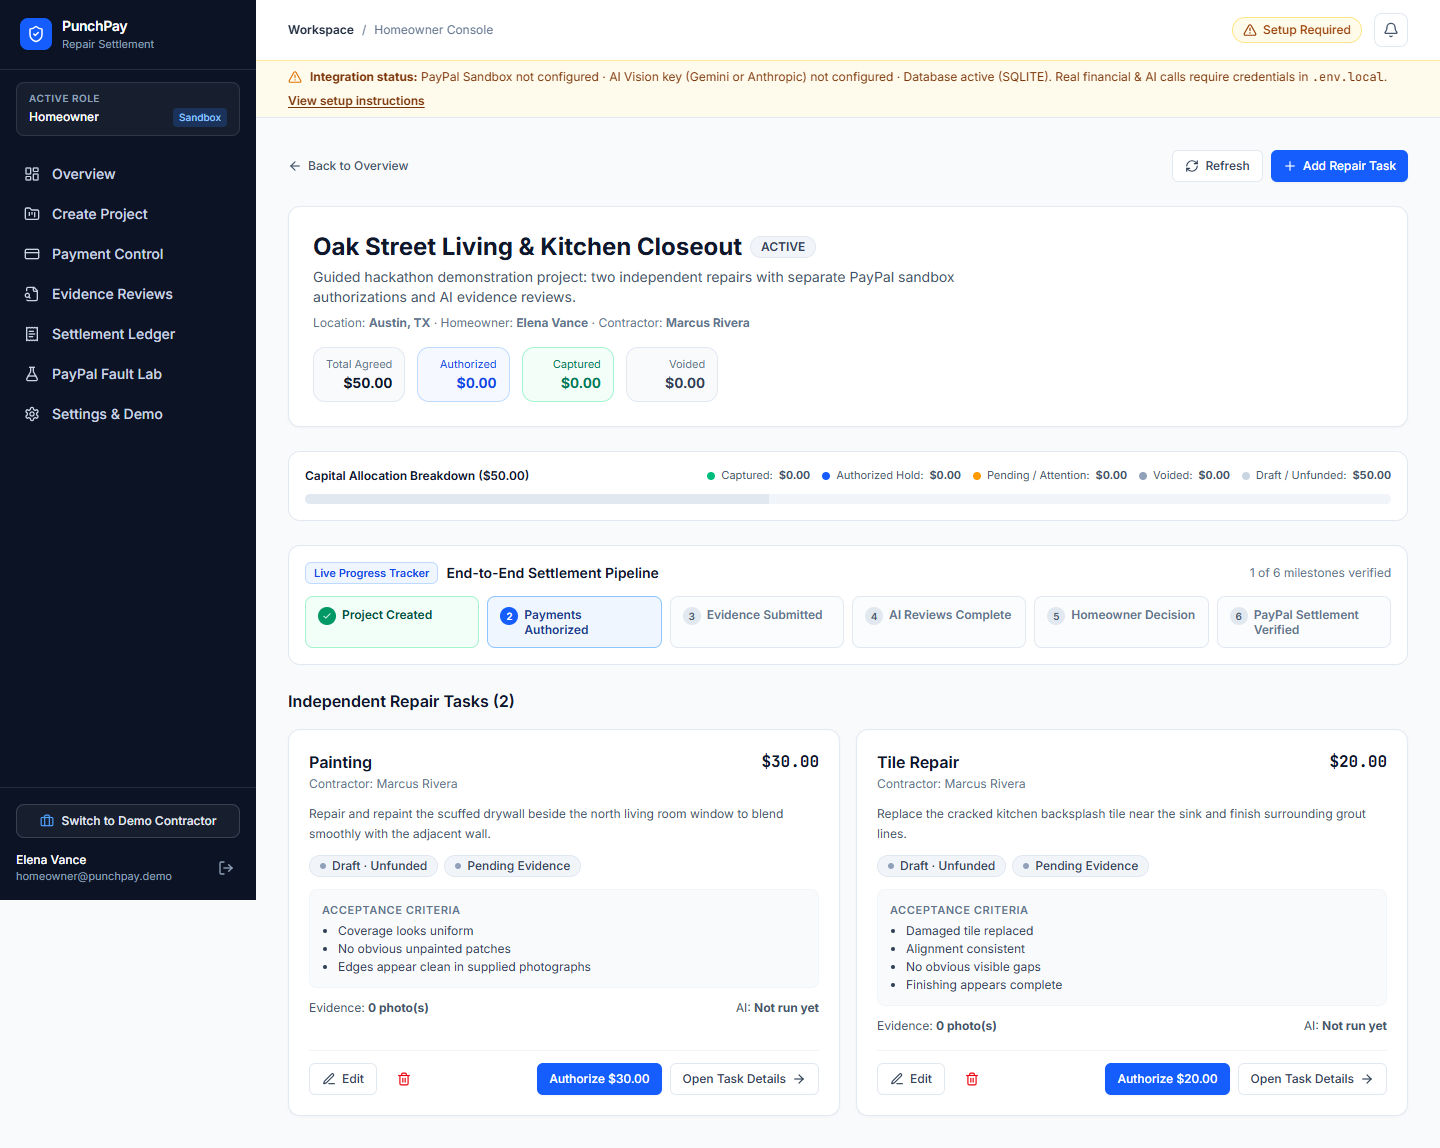 PunchPay
Repair Settlement
ACTIVE ROLE
Homeowner
Sandbox
Overview
Create Project
Payment Control
Evidence Reviews
Settlement Ledger
PayPal Fault Lab
Settings & Demo
Switch to Demo Contractor
Elena Vance
homeowner@punchpay.demo
Workspace / Homeowner Console
Setup Required
Integration status: PayPal Sandbox not configured · AI Vision key (Gemini or Anthropic) not configured · Database active (SQLITE). Real financial & AI calls require credentials in .env.local.
View setup instructions
Back to Overview
Refresh
Add Repair Task
Oak Street Living & Kitchen Closeout ACTIVE
Guided hackathon demonstration project: two independent repairs with separate PayPal sandbox
authorizations and AI evidence reviews.
Location: Austin, TX · Homeowner: Elena Vance · Contractor: Marcus Rivera
Total Agreed
$50.00
Authorized
$0.00
Captured
$0.00
Voided
$0.00
Capital Allocation Breakdown ($50.00)
Captured: $0.00 Authorized Hold: $0.00 Pending / Attention: $0.00 Voided: $0.00 Draft / Unfunded: $50.00
Live Progress Tracker End-to-End Settlement Pipeline
1 of 6 milestones verified
Project Created
2 Payments
Authorized
3 Evidence Submitted
4 AI Reviews Complete
5 Homeowner Decision
6 PayPal Settlement
Verified
Independent Repair Tasks (2)
Painting
$30.00
Contractor: Marcus Rivera
Repair and repaint the scuffed drywall beside the north living room window to blend
smoothly with the adjacent wall.
Draft · Unfunded Pending Evidence
ACCEPTANCE CRITERIA
• Coverage looks uniform
• No obvious unpainted patches
• Edges appear clean in supplied photographs
Evidence: 0 photo(s)
AI: Not run yet
Edit
Authorize $30.00
Open Task Details
Tile Repair
$20.00
Contractor: Marcus Rivera
Replace the cracked kitchen backsplash tile near the sink and finish surrounding grout
lines.
Draft · Unfunded Pending Evidence
ACCEPTANCE CRITERIA
• Damaged tile replaced
• Alignment consistent
• No obvious visible gaps
• Finishing appears complete
Evidence: 0 photo(s)
AI: Not run yet
Edit
Authorize $20.00
Open Task Details